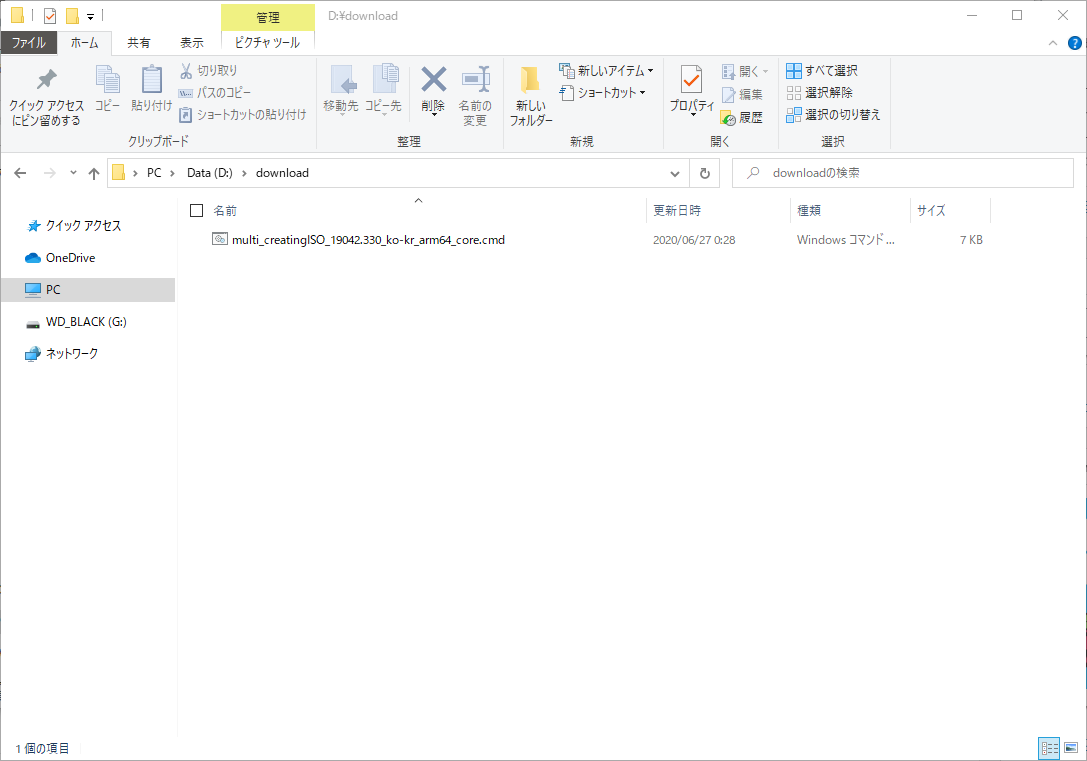 管理
D:¥download
ファイル
ホーム
共有
表示
ピクチャ ツール
クイック アクセス
にピン留めする
コピー
貼り付け
切り取り
パスのコピー
ショートカットの貼り付け
クリップボード
移動先
コピー先
削除
名前の
変更
整理
新しい
フォルダー
新しいアイテム
ショートカット
新規
プロパティ
開く
編集
履歴
開く
すべて選択
選択解除
選択の切り替え
選択
PC
Data (D:)
download
downloadの検索
クイック アクセス
OneDrive
PC
WD_BLACK (G:)
ネットワーク
名前
更新日時
種類
サイズ
multi_creatingISO_19042.330_ko-kr_arm64_core.cmd
2020/06/27 0:28
Windows コマンド ...
7 KB
1 個の項目